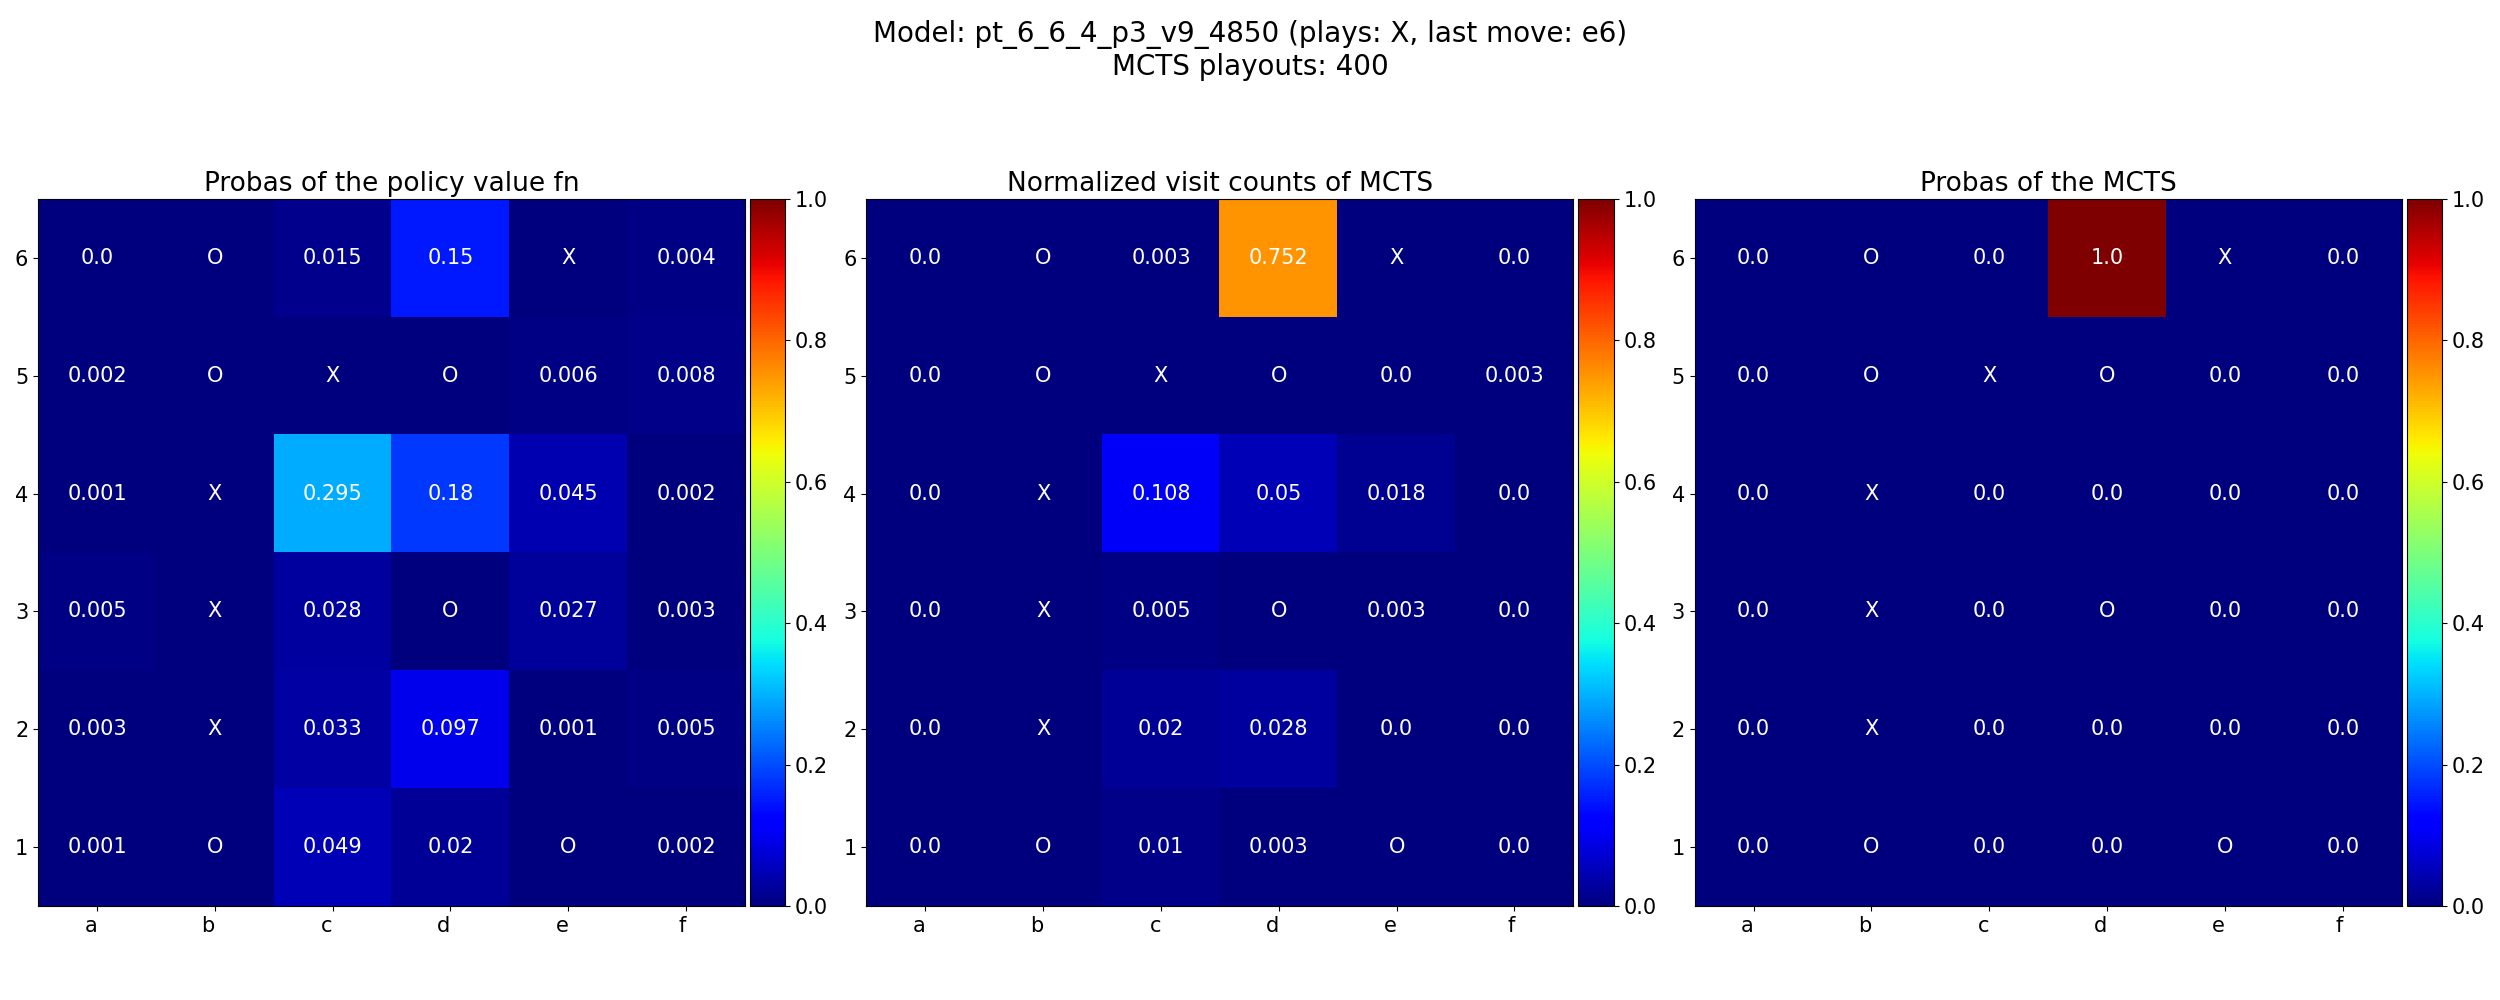 Model: pt_6_6_4_p3_v9_4850 (plays: X, last move: e6)
MCTS playouts: 400
Probas of the policy value fn
1.0
6 0.0 O 0.015 0.15 X 0.004
5 0.002 O X O 0.006 0.008
0.8
4 0.001 X 0.295 0.18 0.045 0.002
0.6
3 0.005 X 0.028 O 0.027 0.003
0.4
2 0.003 X 0.033 0.097 0.001 0.005
0.2
1 0.001 O 0.049 0.02 O 0.002
0.0
a b c d e f
Normalized visit counts of MCTS
1.0
6 0.0 O 0.003 0.752 X 0.0
5 0.0 O X O 0.0 0.003
0.8
4 0.0 X 0.108 0.05 0.018 0.0
0.6
3 0.0 X 0.005 O 0.003 0.0
0.4
2 0.0 X 0.02 0.028 0.0 0.0
0.2
1 0.0 O 0.01 0.003 O 0.0
0.0
a b c d e f
Probas of the MCTS
1.0
6 0.0 O 0.0 1.0 X 0.0
5 0.0 O X O 0.0 0.0
0.8
4 0.0 X 0.0 0.0 0.0 0.0
0.6
3 0.0 X 0.0 O 0.0 0.0
0.4
2 0.0 X 0.0 0.0 0.0 0.0
0.2
1 0.0 O 0.0 0.0 O 0.0
0.0
a b c d e f